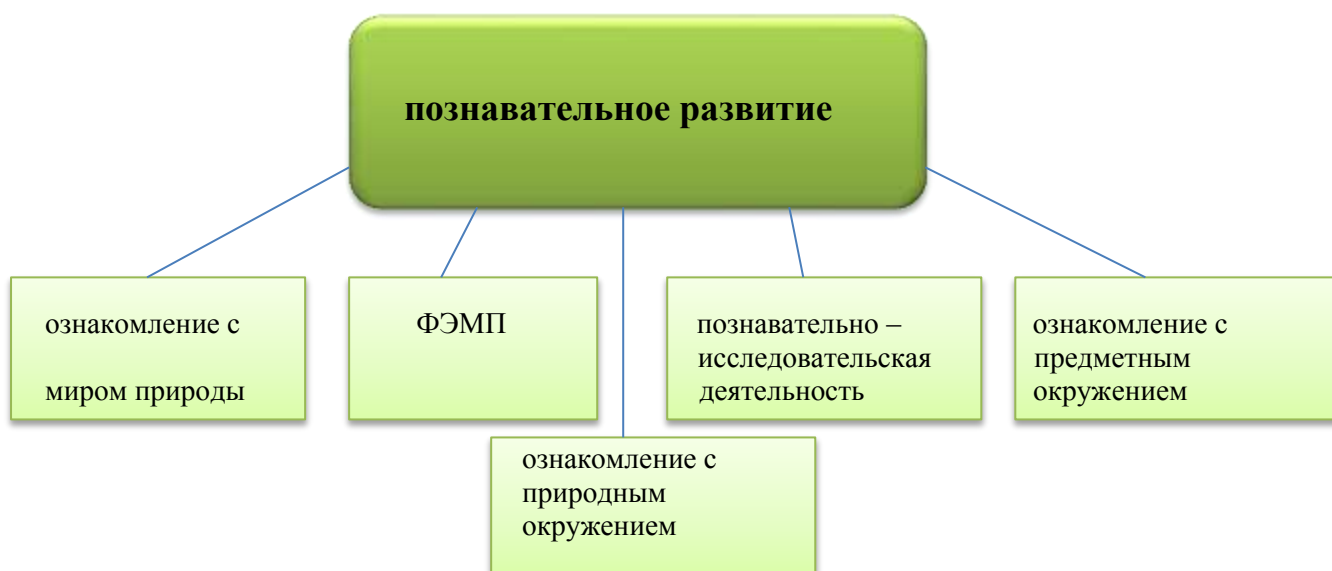 познавательное развитие
ознакомление с
миром природы
ФЭМП
познавательно –
исследовательская
деятельность
ознакомление с
предметным
окружением
ознакомление с
природным
окружением